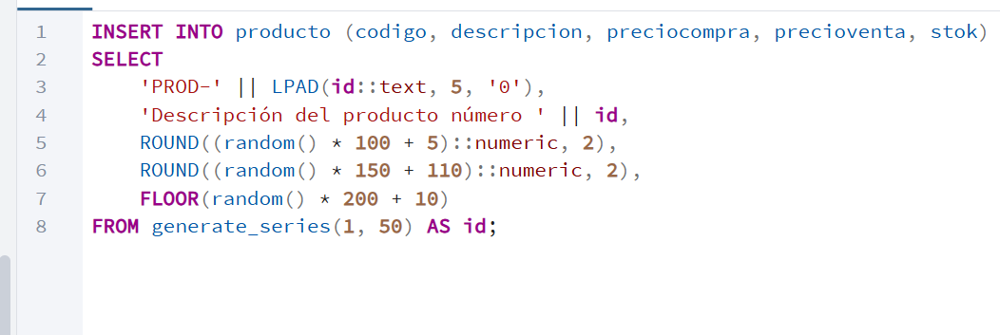 1 INSERT INTO producto (codigo, descripcion, preciocompra, precioventa, stok)
2 SELECT
3 'PROD-' || LPAD(id::text, 5, '0'),
4 'Descripción del producto número ' || id,
5 ROUND((random() * 100 + 5)::numeric, 2),
6 ROUND((random() * 150 + 110)::numeric, 2),
7 FLOOR(random() * 200 + 10)
8 FROM generate_series(1, 50) AS id;